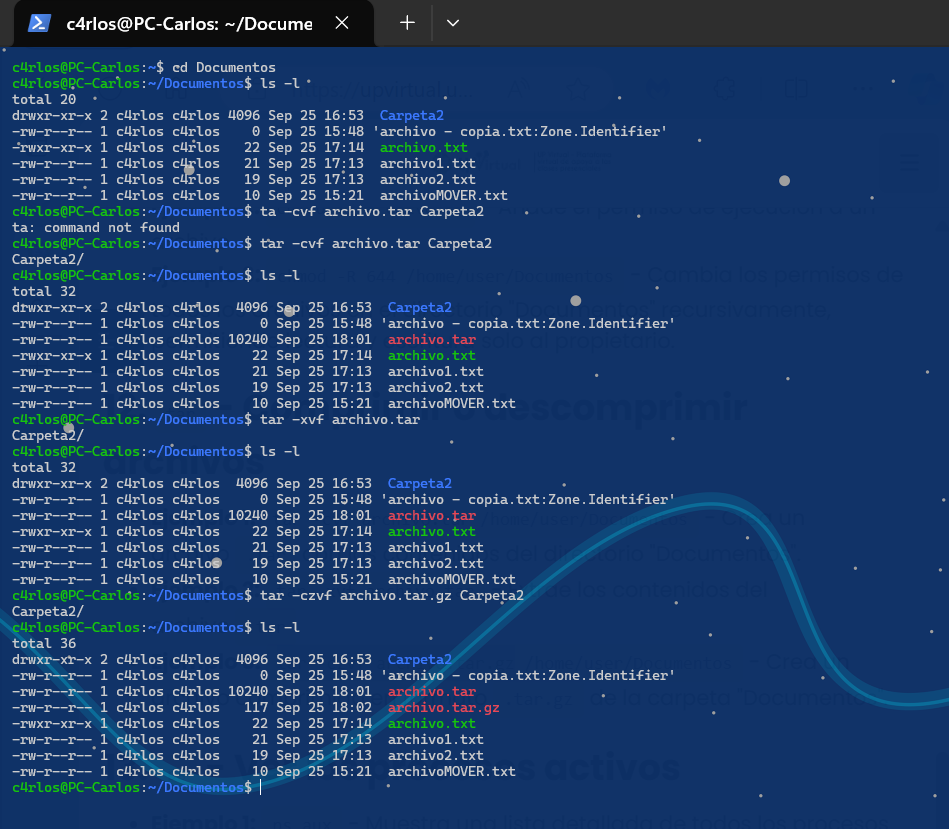 c4rlos@PC-Carlos: ~/Docume
c4rlos@PC-Carlos:~$ cd Documentos
c4rlos@PC-Carlos:~/Documentos$ ls -l
total 20
drwxr-xr-x 2 c4rlos c4rlos 4096 Sep 25 16:53  Carpeta2
-rw-r--r-- 1 c4rlos c4rlos    0 Sep 25 15:48 'archivo - copia.txt:Zone.Identifier'
-rwxr-xr-x 1 c4rlos c4rlos   22 Sep 25 17:14  archivo.txt
-rw-r--r-- 1 c4rlos c4rlos   21 Sep 25 17:13  archivo1.txt
-rw-r--r-- 1 c4rlos c4rlos   19 Sep 25 17:13  archivo2.txt
-rw-r--r-- 1 c4rlos c4rlos   10 Sep 25 15:21  archivoMOVER.txt
c4rlos@PC-Carlos:~/Documentos$ ta -cvf archivo.tar Carpeta2
ta: command not found
c4rlos@PC-Carlos:~/Documentos$ tar -cvf archivo.tar Carpeta2
Carpeta2/
c4rlos@PC-Carlos:~/Documentos$ ls -l
total 32
drwxr-xr-x 2 c4rlos c4rlos  4096 Sep 25 16:53  Carpeta2
-rw-r--r-- 1 c4rlos c4rlos     0 Sep 25 15:48 'archivo - copia.txt:Zone.Identifier'
-rw-r--r-- 1 c4rlos c4rlos 10240 Sep 25 18:01  archivo.tar
-rwxr-xr-x 1 c4rlos c4rlos    22 Sep 25 17:14  archivo.txt
-rw-r--r-- 1 c4rlos c4rlos    21 Sep 25 17:13  archivo1.txt
-rw-r--r-- 1 c4rlos c4rlos    19 Sep 25 17:13  archivo2.txt
-rw-r--r-- 1 c4rlos c4rlos    10 Sep 25 15:21  archivoMOVER.txt
c4rlos@PC-Carlos:~/Documentos$ tar -xvf archivo.tar
Carpeta2/
c4rlos@PC-Carlos:~/Documentos$ ls -l
total 32
drwxr-xr-x 2 c4rlos c4rlos  4096 Sep 25 16:53  Carpeta2
-rw-r--r-- 1 c4rlos c4rlos     0 Sep 25 15:48 'archivo - copia.txt:Zone.Identifier'
-rw-r--r-- 1 c4rlos c4rlos 10240 Sep 25 18:01  archivo.tar
-rwxr-xr-x 1 c4rlos c4rlos    22 Sep 25 17:14  archivo.txt
-rw-r--r-- 1 c4rlos c4rlos    21 Sep 25 17:13  archivo1.txt
-rw-r--r-- 1 c4rlos c4rlos    19 Sep 25 17:13  archivo2.txt
-rw-r--r-- 1 c4rlos c4rlos    10 Sep 25 15:21  archivoMOVER.txt
c4rlos@PC-Carlos:~/Documentos$ tar -czvf archivo.tar.gz Carpeta2
Carpeta2/
c4rlos@PC-Carlos:~/Documentos$ ls -l
total 36
drwxr-xr-x 2 c4rlos c4rlos  4096 Sep 25 16:53  Carpeta2
-rw-r--r-- 1 c4rlos c4rlos     0 Sep 25 15:48 'archivo - copia.txt:Zone.Identifier'
-rw-r--r-- 1 c4rlos c4rlos 10240 Sep 25 18:01  archivo.tar
-rw-r--r-- 1 c4rlos c4rlos   117 Sep 25 18:02  archivo.tar.gz
-rwxr-xr-x 1 c4rlos c4rlos    22 Sep 25 17:14  archivo.txt
-rw-r--r-- 1 c4rlos c4rlos    21 Sep 25 17:13  archivo1.txt
-rw-r--r-- 1 c4rlos c4rlos    19 Sep 25 17:13  archivo2.txt
-rw-r--r-- 1 c4rlos c4rlos    10 Sep 25 15:21  archivoMOVER.txt
c4rlos@PC-Carlos:~/Documentos$